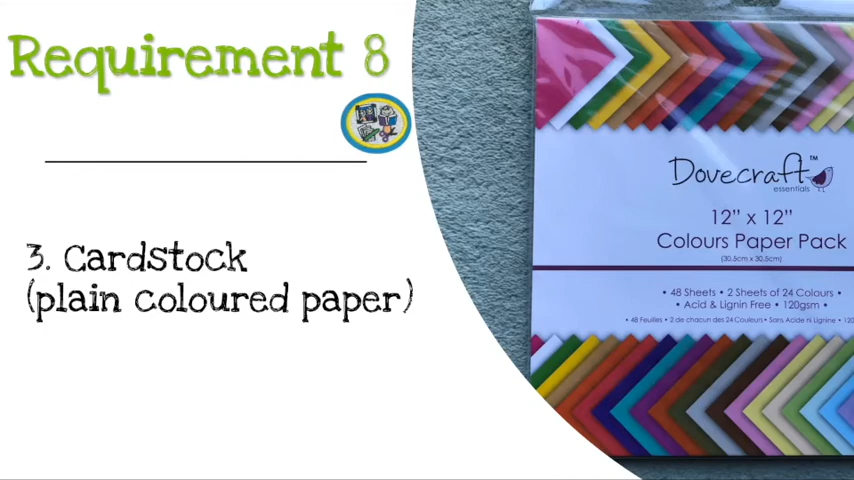 Requirement 8
3. Cardstock
(plain coloured paper)
Dovecraft™
essentials
12" x 12"
Colours Paper Pack
(30.5cm x 30.5cm)
• 48 Sheets • 2 Sheets of 24 Colours •
• Acid & Lignin Free • 120gsm •
• 48 Feuilles • 2 de chacun des 24 Couleurs • Sans Acide ni Lignine • 120